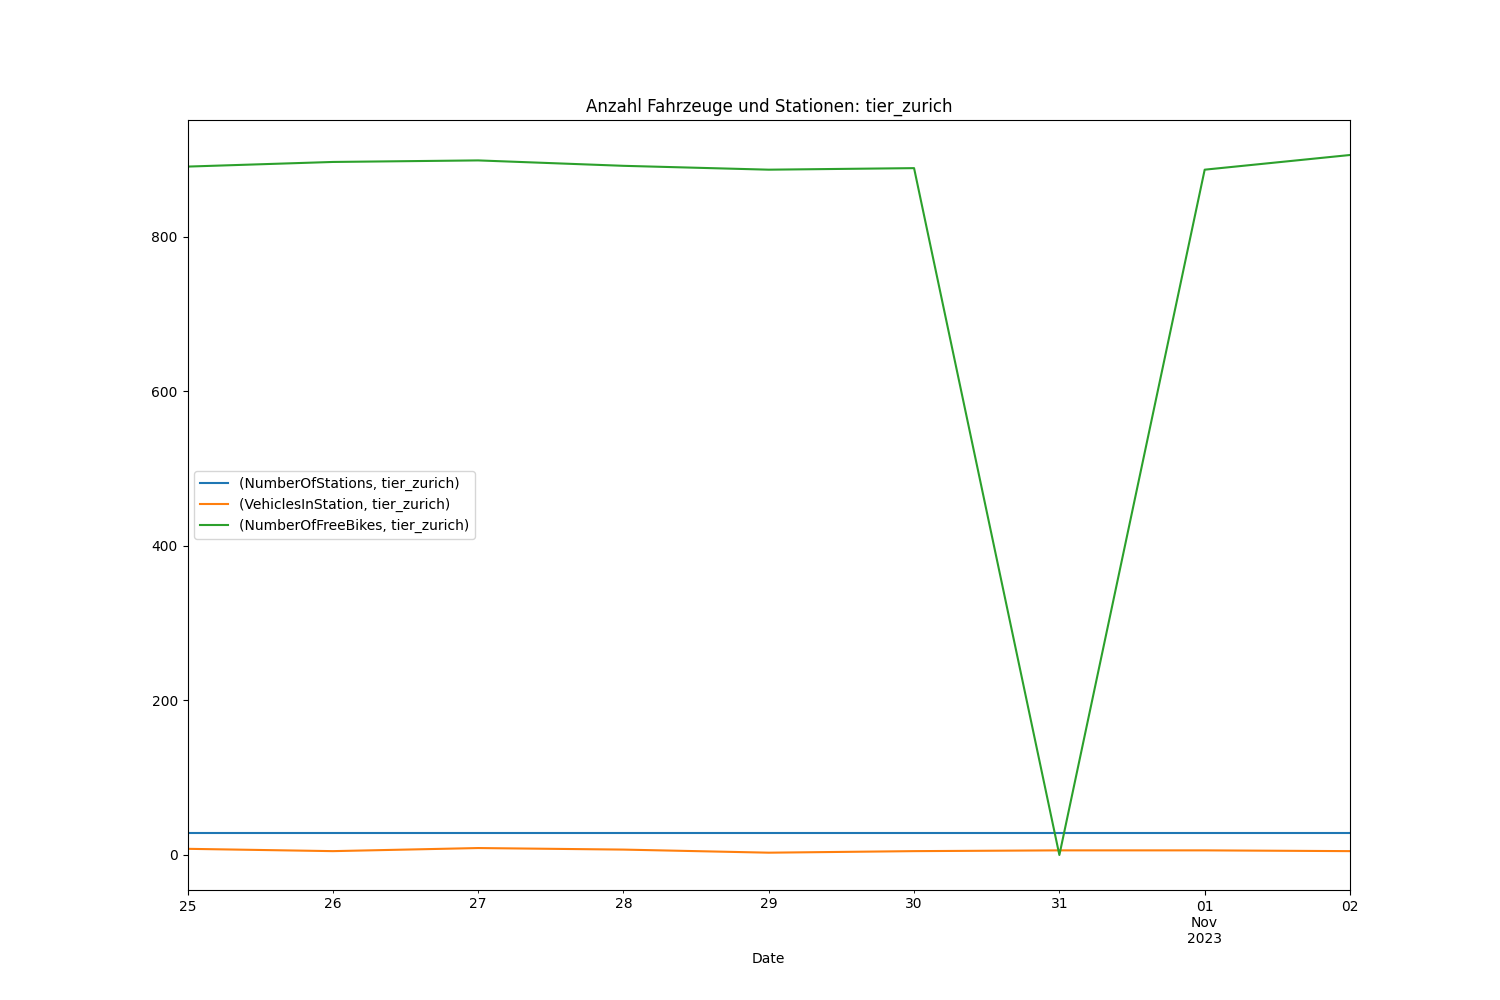 Anzahl Fahrzeuge und Stationen: tier_zurich
800
600
400
200
0
(NumberOfStations, tier_zurich)
(VehiclesInStation, tier_zurich)
(NumberOfFreeBikes, tier_zurich)
25 26 27 28 29 30 31 01 02
Nov
2023
Date